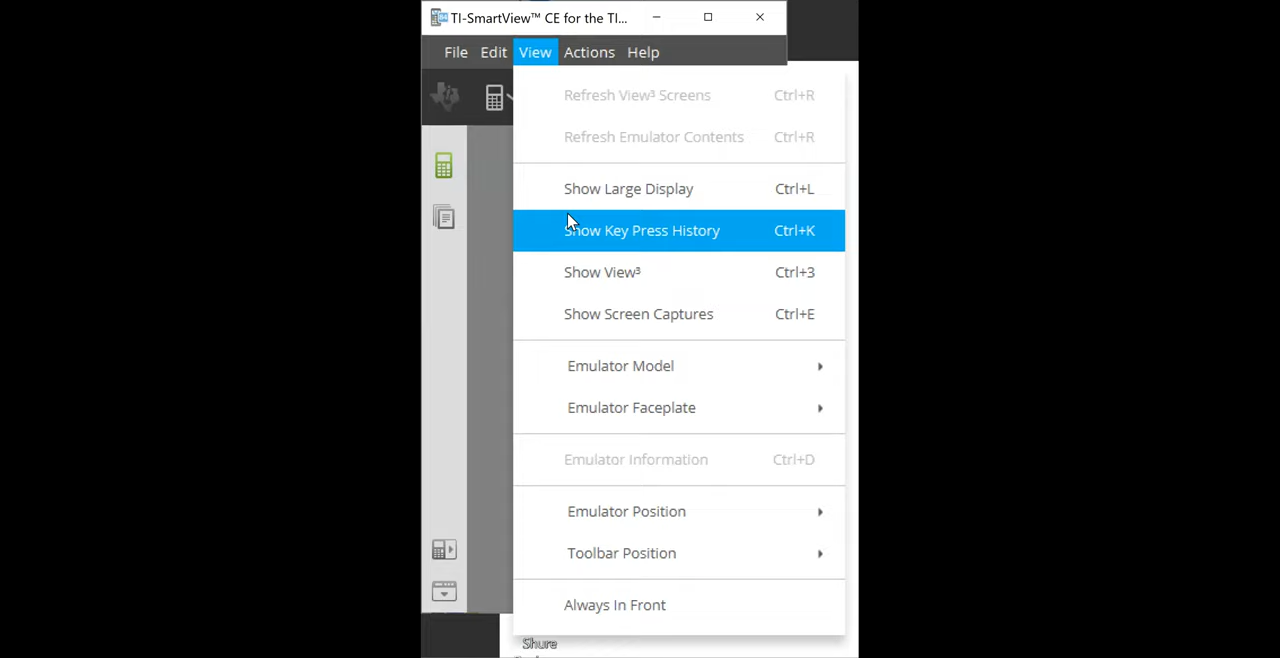 TI-SmartView™ CE for the TI...
File Edit View Actions Help
Refresh View³ Screens Ctrl+R
Refresh Emulator Contents Ctrl+R
Show Large Display Ctrl+L
Show Key Press History Ctrl+K
Show View³ Ctrl+3
Show Screen Captures Ctrl+E
Emulator Model
Emulator Faceplate
Emulator Information Ctrl+D
Emulator Position
Toolbar Position
Always In Front
Shure